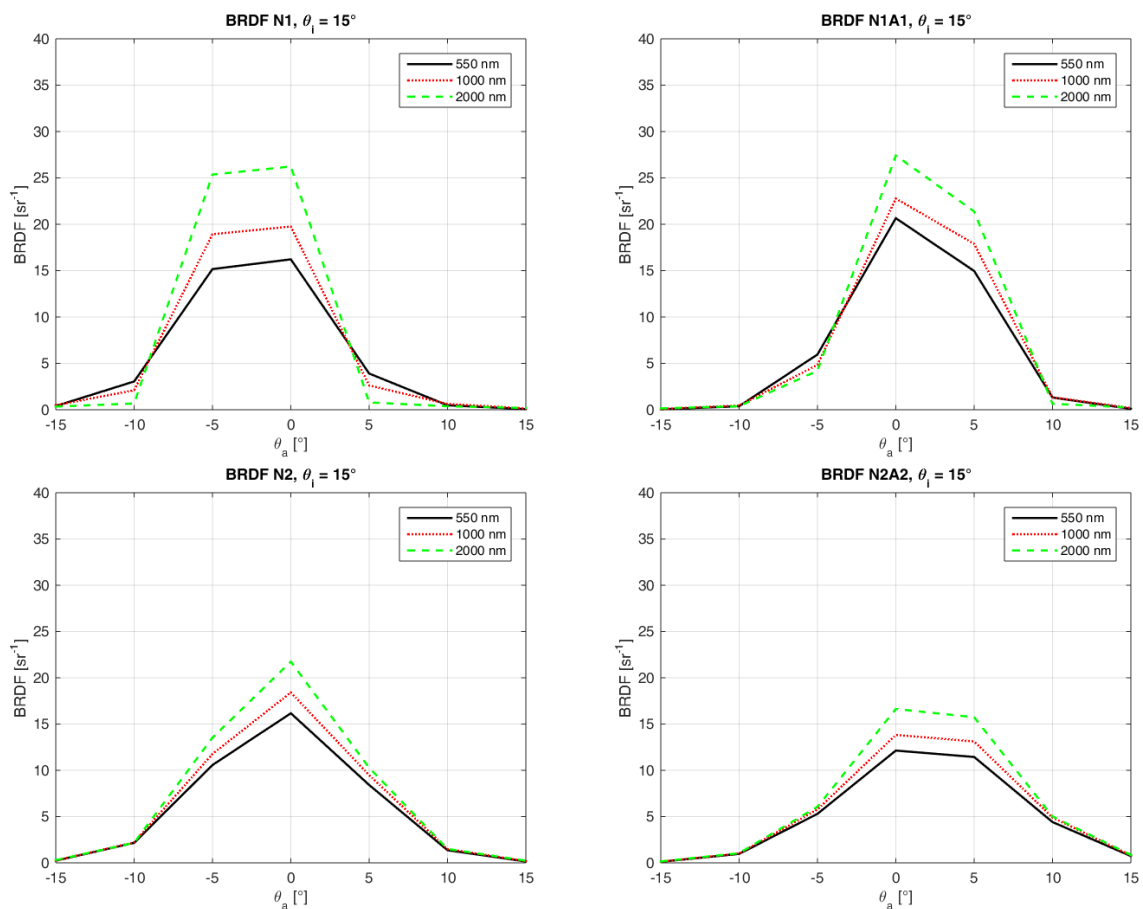 BRDF N1, θi = 15°
40
35
30
25
20
15
10
5
0
BRDF [sr-1]
-15 -10 -5 0 5 10 15
θa [°]
550 nm
1000 nm
2000 nm
BRDF N1A1, θi = 15°
40
35
30
25
20
15
10
5
0
BRDF [sr-1]
-15 -10 -5 0 5 10 15
θa [°]
550 nm
1000 nm
2000 nm
BRDF N2, θi = 15°
40
35
30
25
20
15
10
5
0
BRDF [sr-1]
-15 -10 -5 0 5 10 15
θa [°]
550 nm
1000 nm
2000 nm
BRDF N2A2, θi = 15°
40
35
30
25
20
15
10
5
0
BRDF [sr-1]
-15 -10 -5 0 5 10 15
θa [°]
550 nm
1000 nm
2000 nm